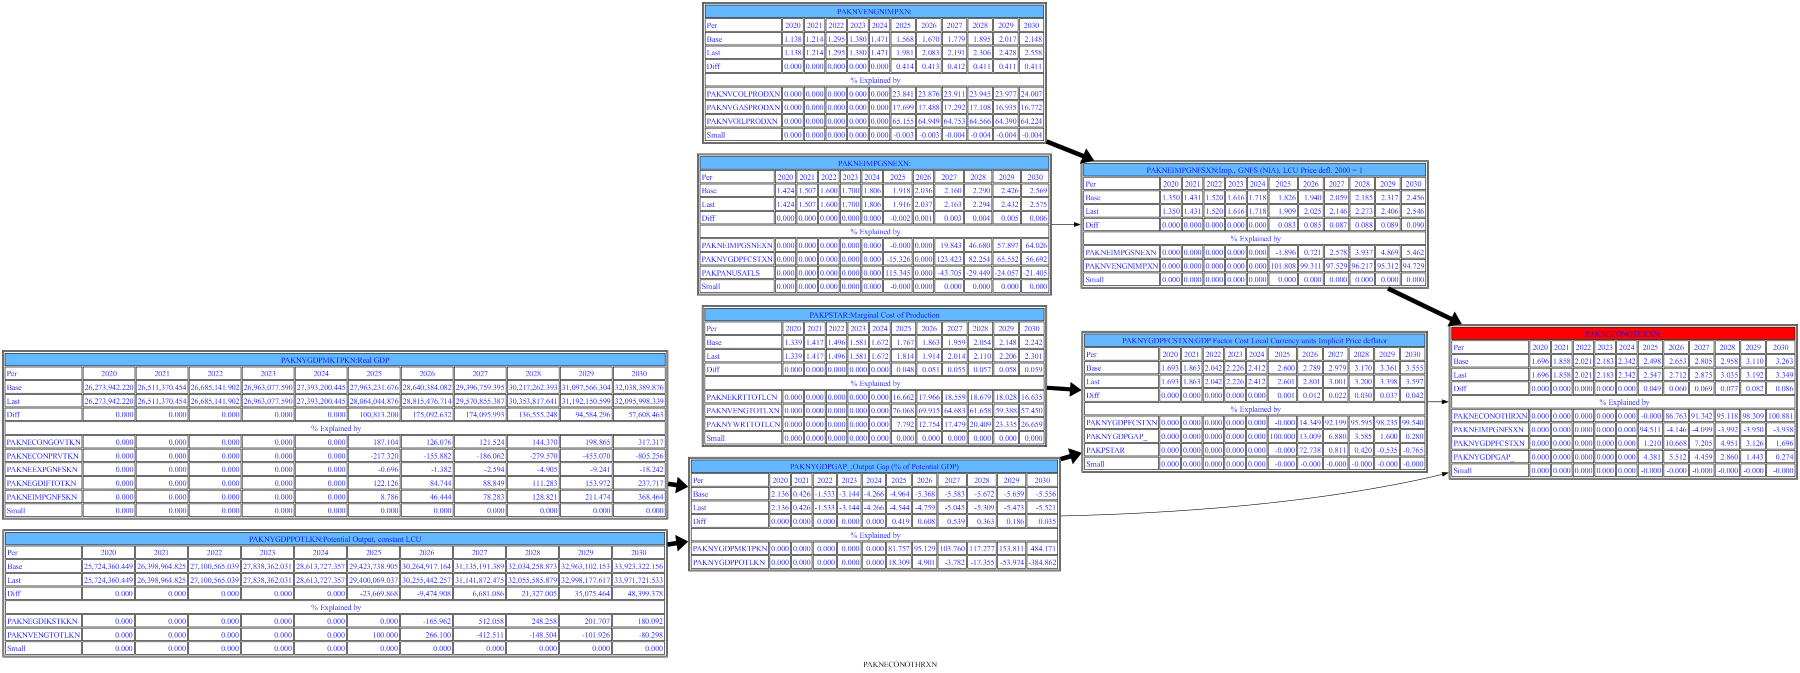 PAKNVENGNIMPXN:
Per 2020 2021 2022 2023 2024 2025 2026 2027 2028 2029 2030
Base 1.138 1.214 1.295 1.380 1.471 1.568 1.670 1.779 1.895 2.017 2.148
Last 1.138 1.214 1.295 1.380 1.471 1.981 2.083 2.191 2.306 2.428 2.558
Diff 0.000 0.000 0.000 0.000 0.000 0.414 0.413 0.412 0.411 0.411 0.411
% Explained by
PAKNVCOLPRODXN 0.000 0.000 0.000 0.000 0.000 23.841 23.876 23.911 23.945 23.977 24.007
PAKNVGASPRODXN 0.000 0.000 0.000 0.000 0.000 17.699 17.488 17.292 17.108 16.935 16.772
PAKNVOILPRODXN 0.000 0.000 0.000 0.000 0.000 65.155 64.949 64.753 64.566 64.390 64.224
Small 0.000 0.000 0.000 0.000 0.000 -0.003 -0.003 -0.004 -0.004 -0.004 -0.004
PAKNEIMPGSNEXN:
Per 2020 2021 2022 2023 2024 2025 2026 2027 2028 2029 2030
Base 1.424 1.507 1.600 1.700 1.806 1.918 2.036 2.160 2.290 2.426 2.569
Last 1.424 1.507 1.600 1.700 1.806 1.916 2.037 2.163 2.294 2.432 2.575
Diff 0.000 0.000 0.000 0.000 0.000 -0.002 0.001 0.003 0.004 0.005 0.006
% Explained by
PAKNEIMPGSNEXN 0.000 0.000 0.000 0.000 0.000 -0.000 0.000 19.843 46.680 57.897 64.026
PAKNYGDPFCSTXN 0.000 0.000 0.000 0.000 0.000 -15.326 0.000 123.423 82.254 65.552 56.692
PAKPANUSATLS 0.000 0.000 0.000 0.000 0.000 115.345 0.000 -43.705 -29.449 -24.057 -21.405
Small 0.000 0.000 0.000 0.000 0.000 -0.000 0.000 0.000 0.000 0.000 0.000
PAKNEIMPGNFSXN:Imp., GNFS (NIA), LCU Price defl. 2000 = 1
Per 2020 2021 2022 2023 2024 2025 2026 2027 2028 2029 2030
Base 1.350 1.431 1.520 1.616 1.718 1.826 1.940 2.059 2.185 2.317 2.456
Last 1.350 1.431 1.520 1.616 1.718 1.909 2.025 2.146 2.273 2.406 2.546
Diff 0.000 0.000 0.000 0.000 0.000 0.083 0.085 0.087 0.088 0.089 0.090
% Explained by
PAKNEIMPGSNEXN 0.000 0.000 0.000 0.000 0.000 -1.896 0.721 2.578 3.937 4.869 5.462
PAKNVENGNIMPXN 0.000 0.000 0.000 0.000 0.000 101.808 99.311 97.529 96.217 95.312 94.729
Small 0.000 0.000 0.000 0.000 0.000 0.000 0.000 0.000 0.000 0.000 0.000
PAKPSTAR:Marginal Cost of Production
Per 2020 2021 2022 2023 2024 2025 2026 2027 2028 2029 2030
Base 1.339 1.417 1.496 1.581 1.672 1.767 1.863 1.959 2.054 2.148 2.242
Last 1.339 1.417 1.496 1.581 1.672 1.814 1.914 2.014 2.110 2.206 2.301
Diff 0.000 0.000 0.000 0.000 0.000 0.048 0.051 0.055 0.057 0.058 0.059
% Explained by
PAKNEKRTTOTLCN 0.000 0.000 0.000 0.000 0.000 16.662 17.966 18.559 18.679 18.028 16.635
PAKNVENGTOTLXN 0.000 0.000 0.000 0.000 0.000 76.068 69.915 64.683 61.658 59.388 57.450
PAKNYWRTTOTLCN 0.000 0.000 0.000 0.000 0.000 7.792 12.754 17.479 20.409 23.335 26.659
Small 0.000 0.000 0.000 0.000 0.000 0.000 0.000 0.000 0.000 0.000 0.000
PAKNYGDPFCSTXN:GDP Factor Cost Local Currency units Implicit Price deflator
Per 2020 2021 2022 2023 2024 2025 2026 2027 2028 2029 2030
Base 1.693 1.863 2.042 2.226 2.412 2.600 2.789 2.979 3.170 3.361 3.555
Last 1.693 1.863 2.042 2.226 2.412 2.601 2.801 3.001 3.200 3.398 3.597
Diff 0.000 0.000 0.000 0.000 0.000 0.001 0.012 0.022 0.030 0.037 0.042
% Explained by
PAKNYGDPFCSTXN 0.000 0.000 0.000 0.000 0.000 -0.000 14.349 92.199 95.595 98.235 99.540
PAKNYGDPGAP_ 0.000 0.000 0.000 0.000 0.000 100.000 13.009 6.880 3.585 1.600 0.280
PAKPSTAR 0.000 0.000 0.000 0.000 0.000 -0.000 72.738 0.811 0.420 -0.535 -0.765
Small 0.000 0.000 0.000 0.000 0.000 -0.000 -0.000 -0.000 -0.000 -0.000 -0.000
PAKNECONOTHRXN:
Per 2020 2021 2022 2023 2024 2025 2026 2027 2028 2029 2030
Base 1.696 1.858 2.021 2.183 2.342 2.498 2.653 2.805 2.958 3.110 3.263
Last 1.696 1.858 2.021 2.183 2.342 2.547 2.712 2.875 3.035 3.192 3.349
Diff 0.000 0.000 0.000 0.000 0.000 0.049 0.060 0.069 0.077 0.082 0.086
% Explained by
PAKNECONOTHRXN 0.000 0.000 0.000 0.000 0.000 -0.000 86.763 91.342 95.118 98.309 100.881
PAKNEIMPGNFSXN 0.000 0.000 0.000 0.000 0.000 94.511 -4.146 -4.099 -3.992 -3.950 -3.938
PAKNYGDPFCSTXN 0.000 0.000 0.000 0.000 0.000 1.210 10.668 7.205 4.951 3.126 1.696
PAKNYGDPGAP_ 0.000 0.000 0.000 0.000 0.000 4.381 5.512 4.459 2.860 1.443 0.274
Small 0.000 0.000 0.000 0.000 0.000 -0.000 -0.000 -0.000 -0.000 -0.000 -0.000
PAKNYGDPMKTPKN:Real GDP
Per 2020 2021 2022 2023 2024 2025 2026 2027 2028 2029 2030
Base 26,273,942.220 26,511,370.454 26,685,141.902 26,963,077.590 27,393,200.445 27,963,231.676 28,640,384.082 29,396,759.395 30,217,262.393 31,097,566.304 32,038,389.876
Last 26,273,942.220 26,511,370.454 26,685,141.902 26,963,077.590 27,393,200.445 28,064,044.876 28,815,476.714 29,570,855.387 30,353,817.641 31,192,150.599 32,095,998.339
Diff 0.000 0.000 0.000 0.000 0.000 100,813.200 175,092.632 174,095.993 136,555.248 94,584.296 57,608.463
% Explained by
PAKNECONGOVTKN 0.000 0.000 0.000 0.000 0.000 187.104 126.076 121.524 144.370 198.865 317.317
PAKNECONPRVTKN 0.000 0.000 0.000 0.000 0.000 -217.320 -155.882 -186.062 -279.570 -455.070 -805.256
PAKNEEXPGNFSKN 0.000 0.000 0.000 0.000 0.000 -0.696 -1.382 -2.594 -4.905 -9.241 -18.242
PAKNEGDIFTOTKN 0.000 0.000 0.000 0.000 0.000 122.126 84.744 88.849 111.283 153.972 237.717
PAKNEIMPGNFSKN 0.000 0.000 0.000 0.000 0.000 8.786 46.444 78.283 128.821 211.474 368.464
Small 0.000 0.000 0.000 0.000 0.000 0.000 0.000 0.000 0.000 0.000 0.000
PAKNYGDPGAP_:Output Gap (% of Potential GDP)
Per 2020 2021 2022 2023 2024 2025 2026 2027 2028 2029 2030
Base 2.136 0.426 -1.533 -3.144 -4.266 -4.964 -5.368 -5.583 -5.672 -5.659 -5.556
Last 2.136 0.426 -1.533 -3.144 -4.266 -4.544 -4.759 -5.045 -5.309 -5.473 -5.521
Diff 0.000 0.000 0.000 0.000 0.000 0.419 0.608 0.539 0.363 0.186 0.035
% Explained by
PAKNYGDPMKTPKN 0.000 0.000 0.000 0.000 0.000 81.757 95.129 103.760 117.277 153.811 484.171
PAKNYGDPPOTLKN 0.000 0.000 0.000 0.000 0.000 18.309 4.901 -3.782 -17.355 -53.974 -384.862
PAKNYGDPPOTLKN:Potential Output, constant LCU
Per 2020 2021 2022 2023 2024 2025 2026 2027 2028 2029 2030
Base 25,724,360.449 26,398,964.825 27,100,565.039 27,838,362.031 28,613,727.357 29,423,738.905 30,264,917.164 31,135,191.389 32,034,258.873 32,963,102.153 33,923,322.156
Last 25,724,360.449 26,398,964.825 27,100,565.039 27,838,362.031 28,613,727.357 29,400,069.037 30,255,442.257 31,141,872.475 32,055,585.879 32,998,177.617 33,971,721.533
Diff 0.000 0.000 0.000 0.000 0.000 -23,669.868 -9,474.908 6,681.086 21,327.005 35,075.464 48,399.378
% Explained by
PAKNEGDIKSTKKN 0.000 0.000 0.000 0.000 0.000 0.000 -165.962 512.058 248.258 201.707 180.092
PAKNVENGTOTLKN 0.000 0.000 0.000 0.000 0.000 100.000 266.100 -412.511 -148.504 -101.926 -80.298
Small 0.000 0.000 0.000 0.000 0.000 0.000 0.000 0.000 0.000 0.000 0.000
PAKNECONOTHRXN